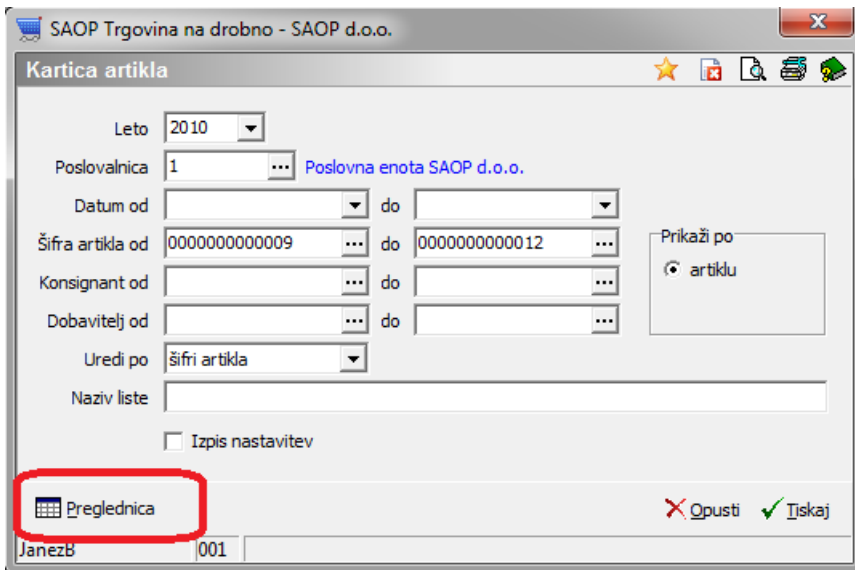 SAOP Trgovina na drobno - SAOP d.o.o.
Kartica artikla
Leto 2010
Poslovalnica 1 ... Poslovna enota SAOP d.o.o.
Datum od do
Šifra artikla od 0000000000009 ... do 0000000000012 ...
Prikaži po
artiklu
Konsignant od ... do ...
Dobavitelj od ... do ...
Uredi po šifri artikla
Naziv liste
Izpis nastavitev
Preglednica Opusti Tiskaj
JanezB 001